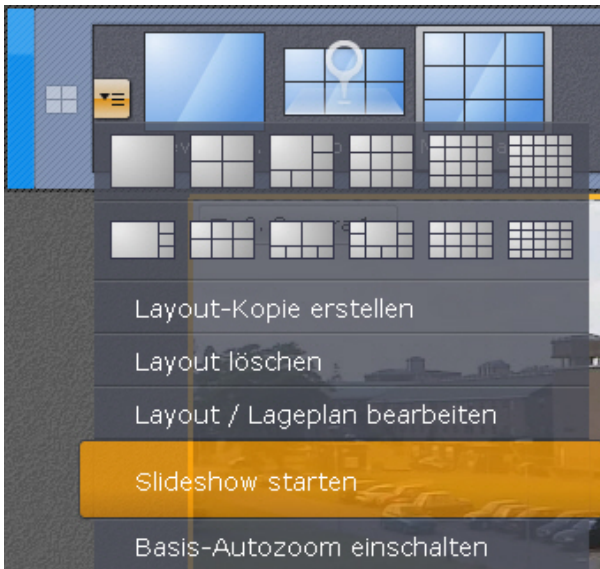 Layout-Kopie erstellen
Layout löschen
Layout / Lageplan bearbeiten
Slideshow starten
Basis-Autozoom einschalten